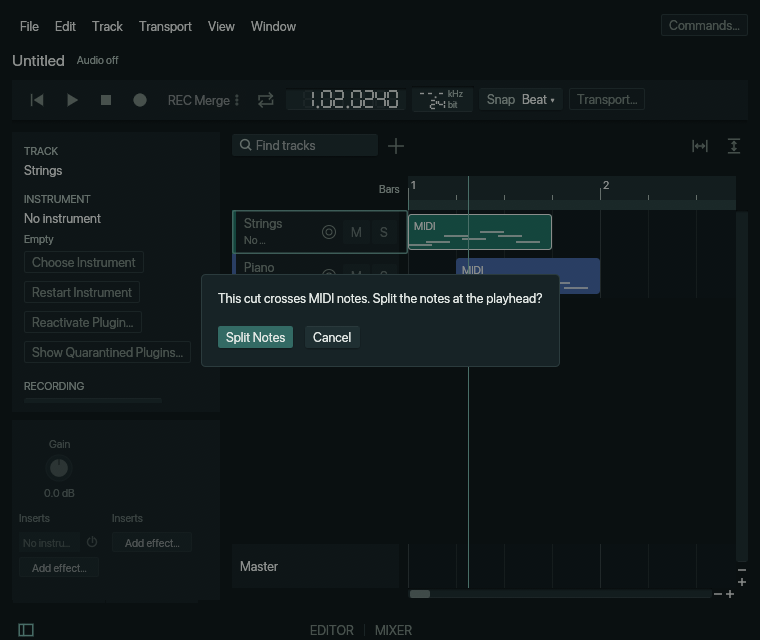 File Edit Track Transport View Window Commands...
Untitled Audio off
REC Merge 1.02.0240 --.- kHz 24 bit Snap Beat Transport...
TRACK
Strings
INSTRUMENT
No instrument
Empty
Choose Instrument
Restart Instrument
Reactivate Plugin...
Show Quarantined Plugins...
RECORDING
Gain
0.0 dB
Inserts Inserts
No instru... Add effect...
Add effect...
Find tracks
Bars 1 2
Strings M S MIDI
No ...
Piano M S MIDI
This cut crosses MIDI notes. Split the notes at the playhead?
Split Notes Cancel
Master
EDITOR MIXER